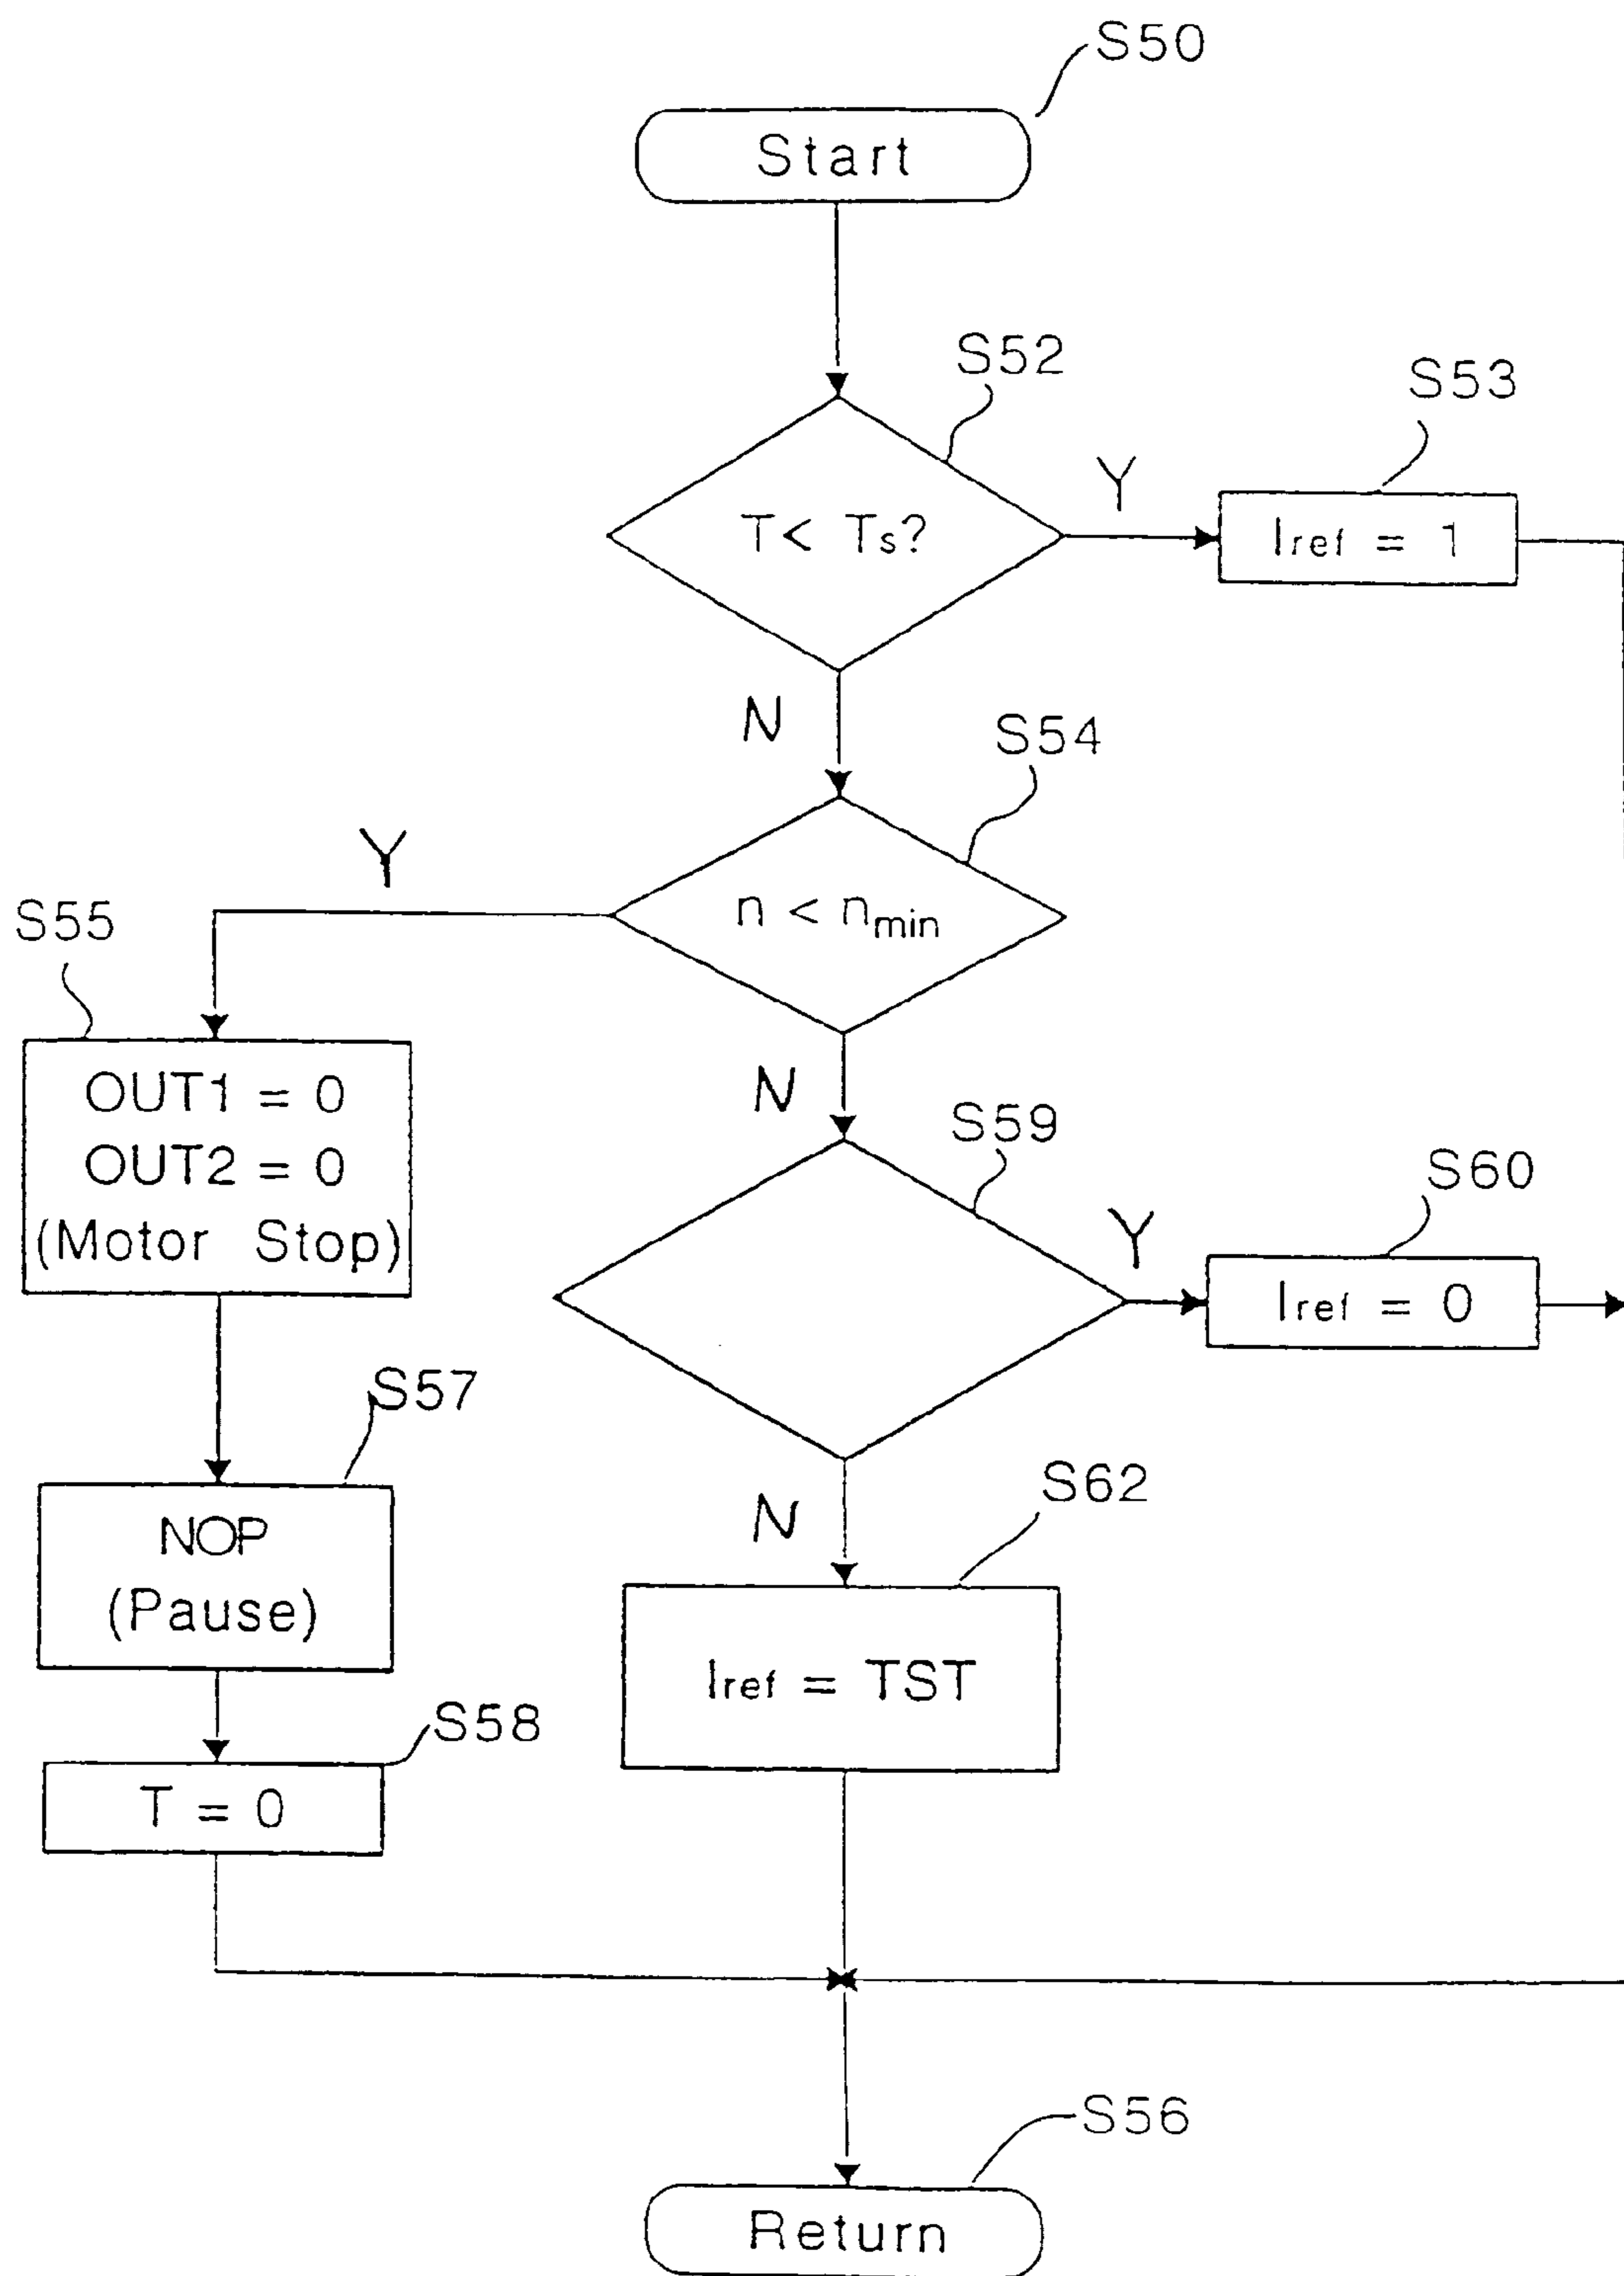 S50
Start
S52
S53
T < Ts?
Y
Iref = 1
N
S54
Y
n < nmin
S55
OUT1 = 0
OUT2 = 0
(Motor Stop)
N
S59
S60
Y
Iref = 0
S57
NOP
(Pause)
N
S62
Iref = TST
S58
T = 0
S56
Return